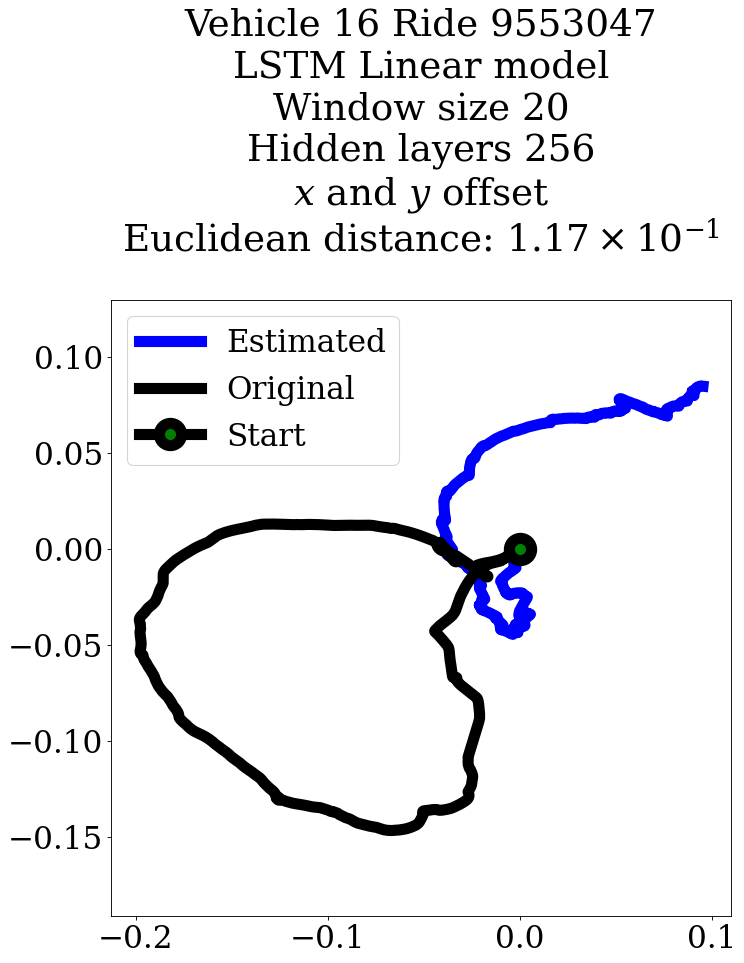 Vehicle 16 Ride 9553047
LSTM Linear model
Window size 20
Hidden layers 256
x and y offset
Euclidean distance: 1.17 × 10⁻¹
Estimated
Original
Start
0.10
0.05
0.00
−0.05
−0.10
−0.15
−0.2
−0.1
0.0
0.1